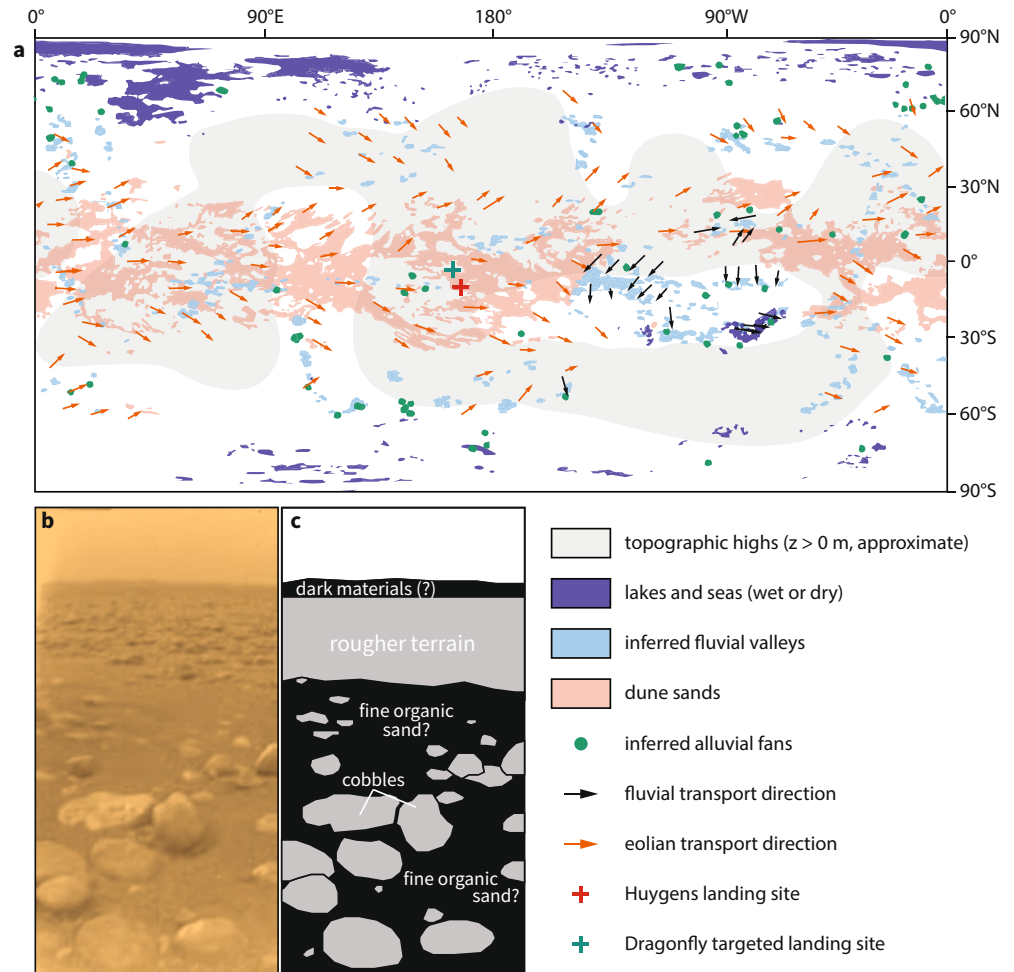 0° 90°E 180° 90°W 0°
a
90°N
60°N
30°N
0°
30°S
60°S
90°S
b
c
dark materials (?)
rougher terrain
fine organic
sand?
cobbles
fine organic
sand?
topographic highs (z > 0 m, approximate)
lakes and seas (wet or dry)
inferred fluvial valleys
dune sands
inferred alluvial fans
fluvial transport direction
eolian transport direction
Huygens landing site
Dragonfly targeted landing site